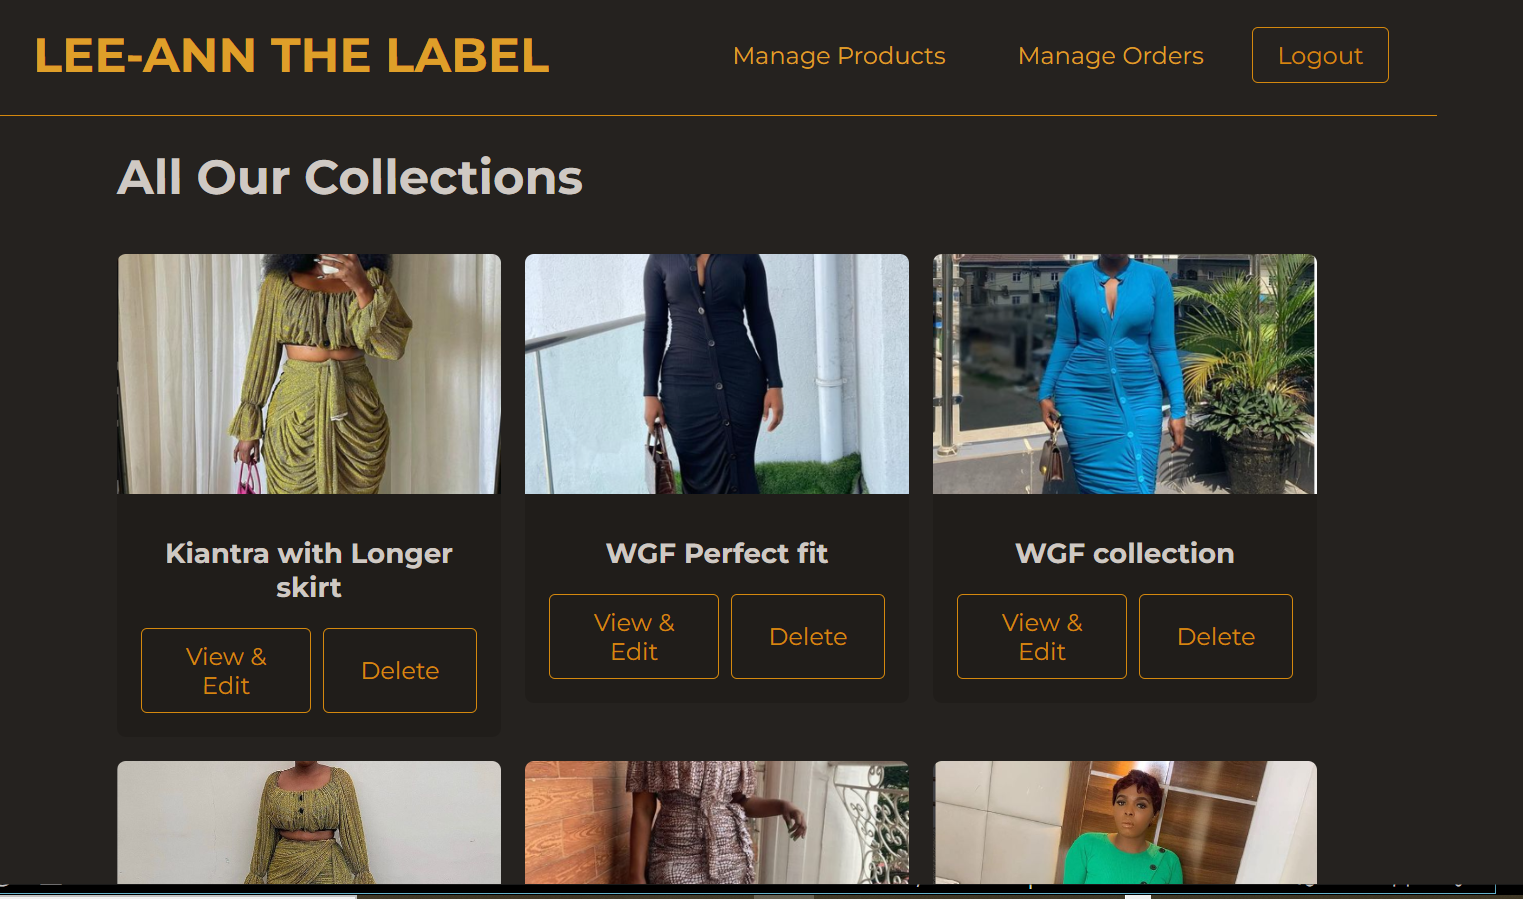 LEE-ANN THE LABEL
Manage Products
Manage Orders
Logout
All Our Collections
Kiantra with Longer
skirt
View &
Edit
Delete
WGF Perfect fit
View &
Edit
Delete
WGF collection
View &
Edit
Delete